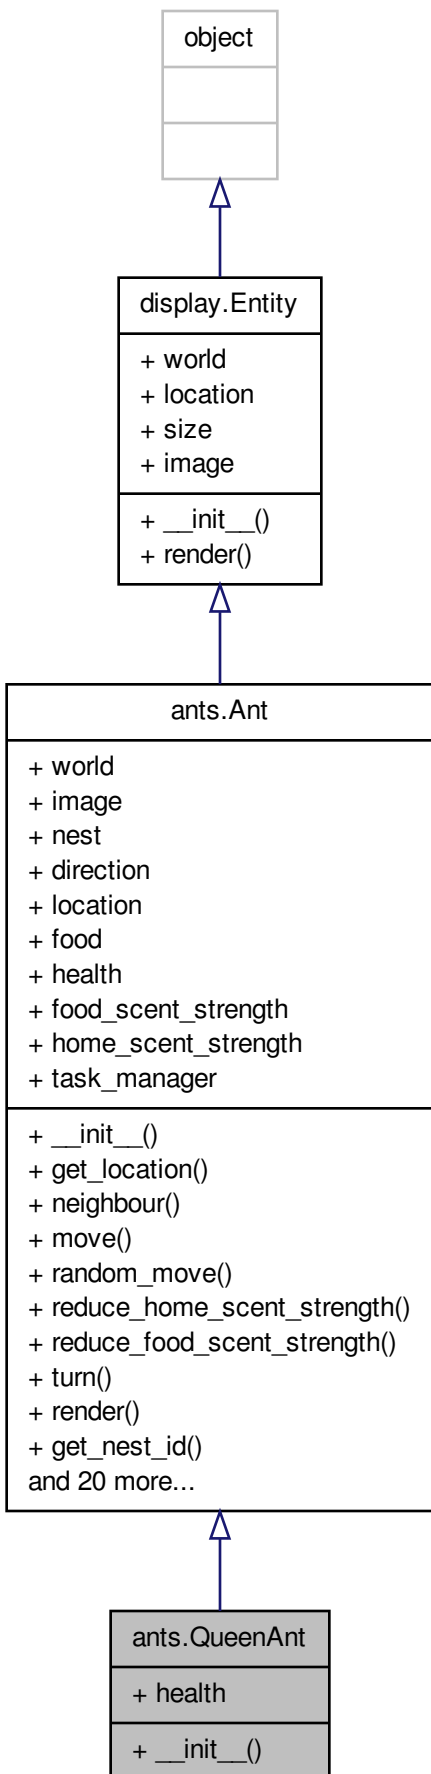 object
display.Entity
+ world
+ location
+ size
+ image
+ __init__()
+ render()
ants.Ant
+ world
+ image
+ nest
+ direction
+ location
+ food
+ health
+ food_scent_strength
+ home_scent_strength
+ task_manager
+ __init__()
+ get_location()
+ neighbour()
+ move()
+ random_move()
+ reduce_home_scent_strength()
+ reduce_food_scent_strength()
+ turn()
+ render()
+ get_nest_id()
and 20 more...
ants.QueenAnt
+ health
+ __init__()